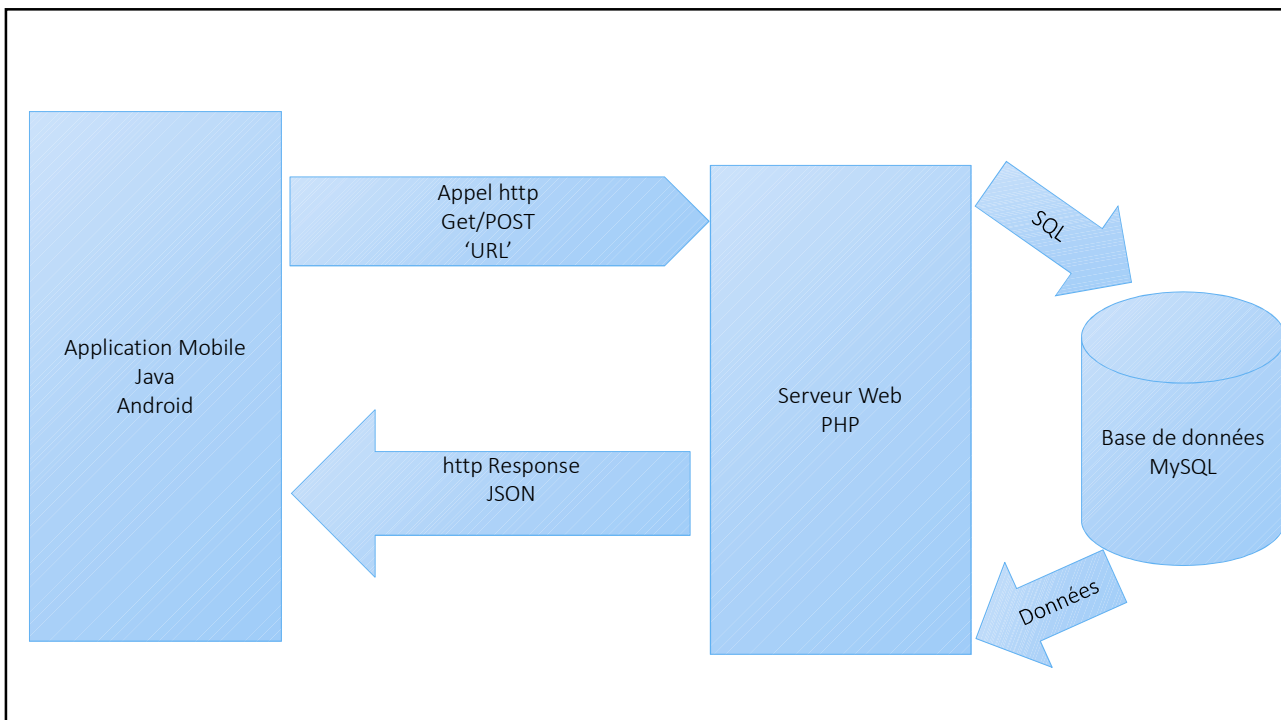 Application Mobile
Java
Android
Appel http
Get/POST
‘URL’
http Response
JSON
Serveur Web
PHP
SQL
Base de données
MySQL
Données